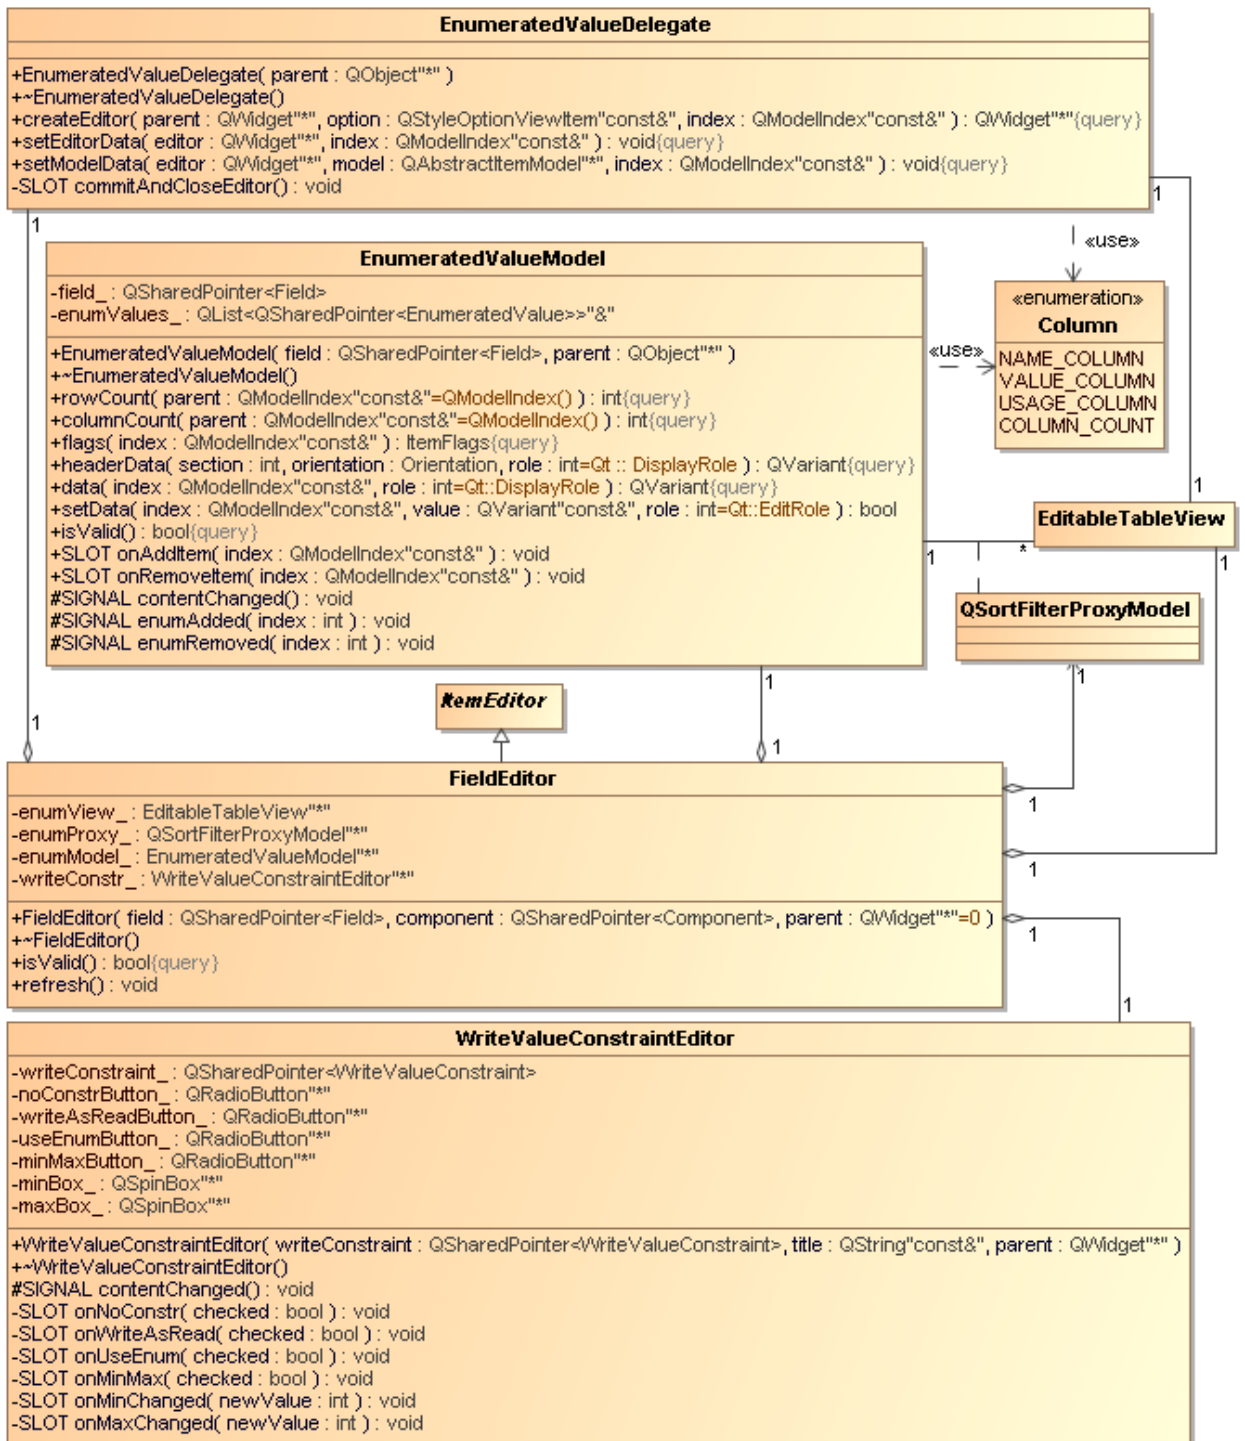 EnumeratedValueDelegate
+EnumeratedValueDelegate( parent : QObject"*" )
+~EnumeratedValueDelegate()
+createEditor( parent : QWidget"*", option : QStyleOptionViewItem"const&", index : QModelIndex"const&" ) : QWidget"*"{query}
+setEditorData( editor : QWidget"*", index : QModelIndex"const&" ) : void{query}
+setModelData( editor : QWidget"*", model : QAbstractItemModel"*", index : QModelIndex"const&" ) : void{query}
-SLOT commitAndCloseEditor() : void
1
1
«use»
EnumeratedValueModel
-field_ : QSharedPointer<Field>
-enumValues_ : QList<QSharedPointer<EnumeratedValue>>"&"
+EnumeratedValueModel( field : QSharedPointer<Field>, parent : QObject"*" )
+~EnumeratedValueModel()
+rowCount( parent : QModelIndex"const&"=QModelIndex() ) : int{query}
+columnCount( parent : QModelIndex"const&"=QModelIndex() ) : int{query}
+flags( index : QModelIndex"const&" ) : ItemFlags{query}
+headerData( section : int, orientation : Orientation, role : int=Qt :: DisplayRole ) : QVariant{query}
+data( index : QModelIndex"const&", role : int=Qt::DisplayRole ) : QVariant{query}
+setData( index : QModelIndex"const&", value : QVariant"const&", role : int=Qt::EditRole ) : bool
+isValid() : bool{query}
+SLOT onAddItem( index : QModelIndex"const&" ) : void
+SLOT onRemoveItem( index : QModelIndex"const&" ) : void
#SIGNAL contentChanged() : void
#SIGNAL enumAdded( index : int ) : void
#SIGNAL enumRemoved( index : int ) : void
«use»
«enumeration»
Column
NAME_COLUMN
VALUE_COLUMN
USAGE_COLUMN
COLUMN_COUNT
1
EditableTableView
1
*
1
QSortFilterProxyModel
1
1
ItemEditor
1
1
FieldEditor
-enumView_ : EditableTableView"*"
-enumProxy_ : QSortFilterProxyModel"*"
-enumModel_ : EnumeratedValueModel"*"
-writeConstr_ : WriteValueConstraintEditor"*"
+FieldEditor( field : QSharedPointer<Field>, component : QSharedPointer<Component>, parent : QWidget"*"=0 )
+~FieldEditor()
+isValid() : bool{query}
+refresh() : void
1
1
1
1
WriteValueConstraintEditor
-writeConstraint_ : QSharedPointer<WriteValueConstraint>
-noConstrButton_ : QRadioButton"*"
-writeAsReadButton_ : QRadioButton"*"
-useEnumButton_ : QRadioButton"*"
-minMaxButton_ : QRadioButton"*"
-minBox_ : QSpinBox"*"
-maxBox_ : QSpinBox"*"
+WriteValueConstraintEditor( writeConstraint : QSharedPointer<WriteValueConstraint>, title : QString"const&", parent : QWidget"*" )
+~WriteValueConstraintEditor()
#SIGNAL contentChanged() : void
-SLOT onNoConstr( checked : bool ) : void
-SLOT onWriteAsRead( checked : bool ) : void
-SLOT onUseEnum( checked : bool ) : void
-SLOT onMinMax( checked : bool ) : void
-SLOT onMinChanged( newValue : int ) : void
-SLOT onMaxChanged( newValue : int ) : void